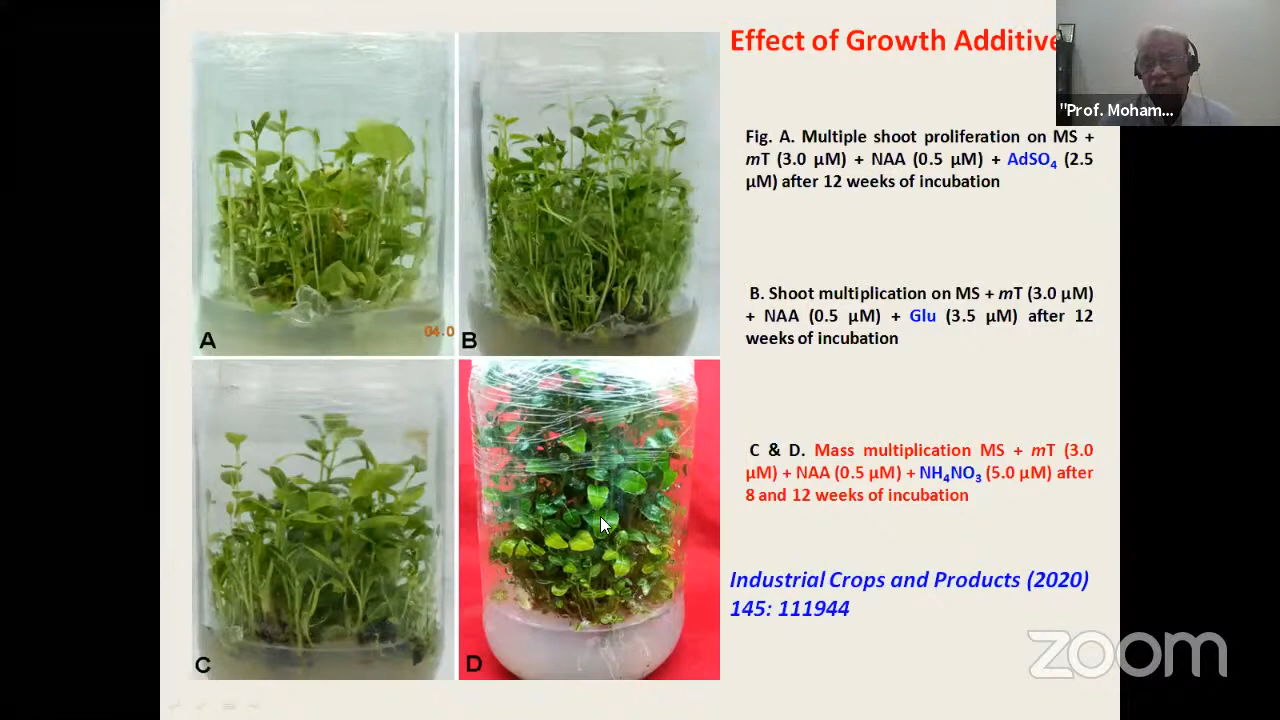 Effect of Growth Additive
"Prof. Moham...
Fig. A. Multiple shoot proliferation on MS +
mT (3.0 µM) + NAA (0.5 µM) + AdSO₄ (2.5
µM) after 12 weeks of incubation
B. Shoot multiplication on MS + mT (3.0 µM)
+ NAA (0.5 µM) + Glu (3.5 µM) after 12
weeks of incubation
C & D. Mass multiplication MS + mT (3.0
µM) + NAA (0.5 µM) + NH₄NO₃ (5.0 µM) after
8 and 12 weeks of incubation
Industrial Crops and Products (2020)
145: 111944
A
04.0
B
C
D
zoom